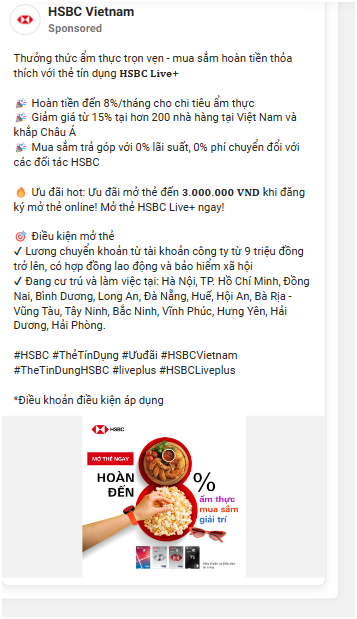 HSBC Vietnam
Sponsored
Thưởng thức ẩm thực trọn vẹn - mua sắm hoàn tiền thỏa
thích với thẻ tín dụng HSBC Live+
🎉 Hoàn tiền đến 8%/tháng cho chi tiêu ẩm thực
🎉 Giảm giá từ 15% tại hơn 200 nhà hàng tại Việt Nam và
khắp Châu Á
🎉 Mua sắm trả góp với 0% lãi suất, 0% phí chuyển đổi với
các đối tác HSBC
🔥 Ưu đãi hot: Ưu đãi mở thẻ đến 3.000.000 VND khi đăng
ký mở thẻ online! Mở thẻ HSBC Live+ ngay!
🎯 Điều kiện mở thẻ
✓ Lương chuyển khoản từ tài khoản công ty từ 9 triệu đồng
trở lên, có hợp đồng lao động và bảo hiểm xã hội
✓ Đang cư trú và làm việc tại: Hà Nội, TP. Hồ Chí Minh, Đồng
Nai, Bình Dương, Long An, Đà Nẵng, Huế, Hội An, Bà Rịa -
Vũng Tàu, Tây Ninh, Bắc Ninh, Vĩnh Phúc, Hưng Yên, Hải
Dương, Hải Phòng.
#HSBC #ThẻTínDụng #Ưuđãi #HSBCVietnam
#TheTinDungHSBC #liveplus #HSBCLiveplus
*Điều khoản điều kiện áp dụng
HSBC
MỞ THẺ NGAY
HOÀN
ĐẾN
%
ẩm thực
mua sắm
giải trí